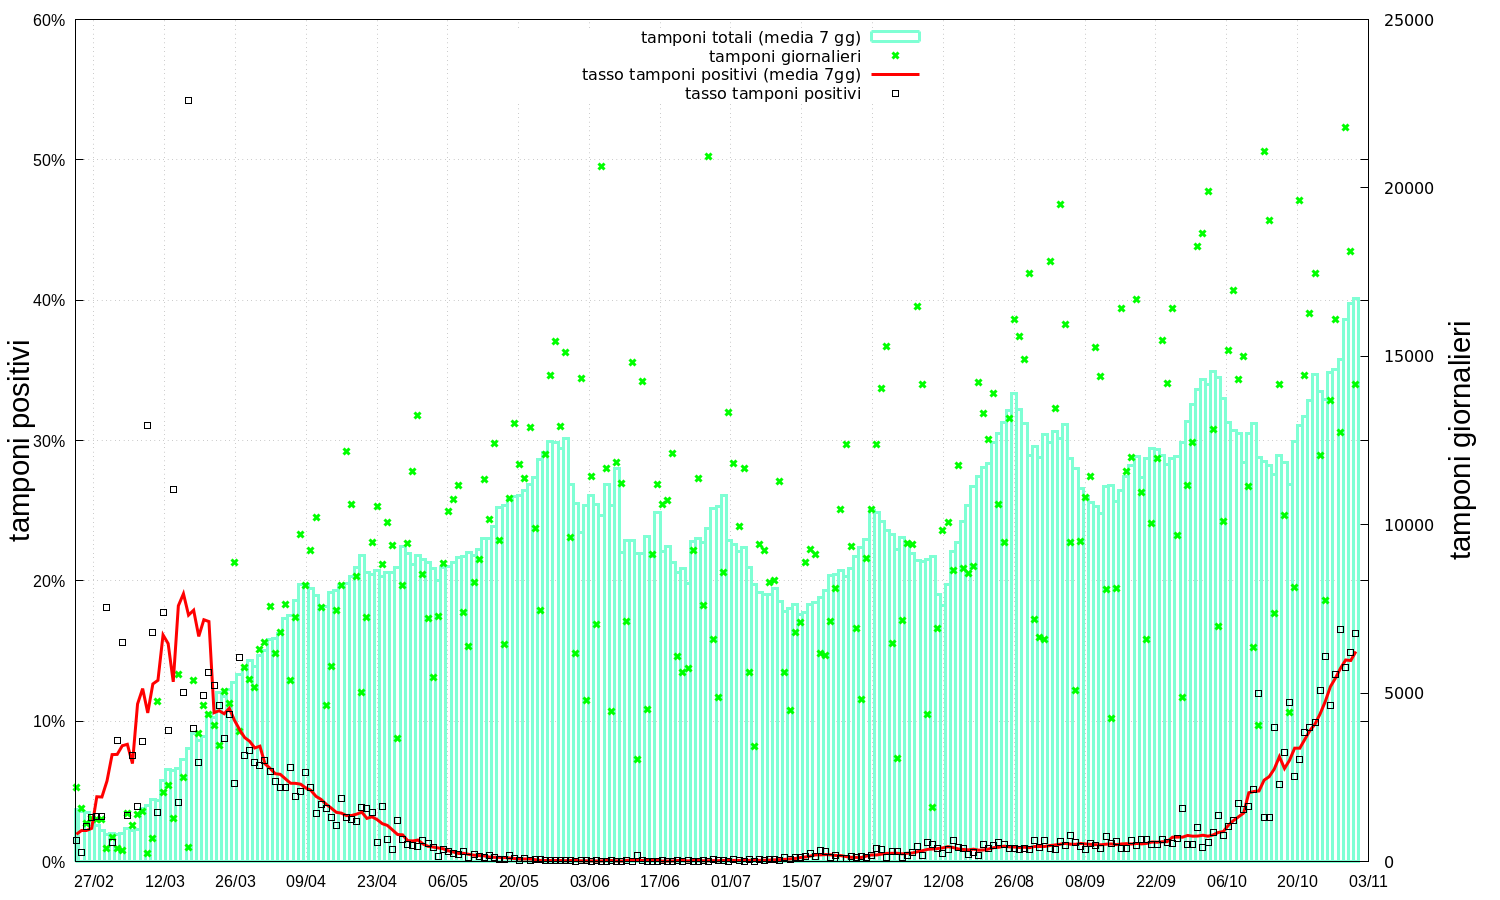 60%
50%
40%
30%
20%
10%
0%
tamponi positivi
tamponi totali (media 7 gg)
tamponi giornalieri
tasso tamponi positivi (media 7gg)
tasso tamponi positivi
25000
20000
15000
10000
5000
0
tamponi giornalieri
27/02 12/03 26/03 09/04 23/04 06/05 20/05 03/06 17/06 01/07 15/07 29/07 12/08 26/08 08/09 22/09 06/10 20/10 03/11